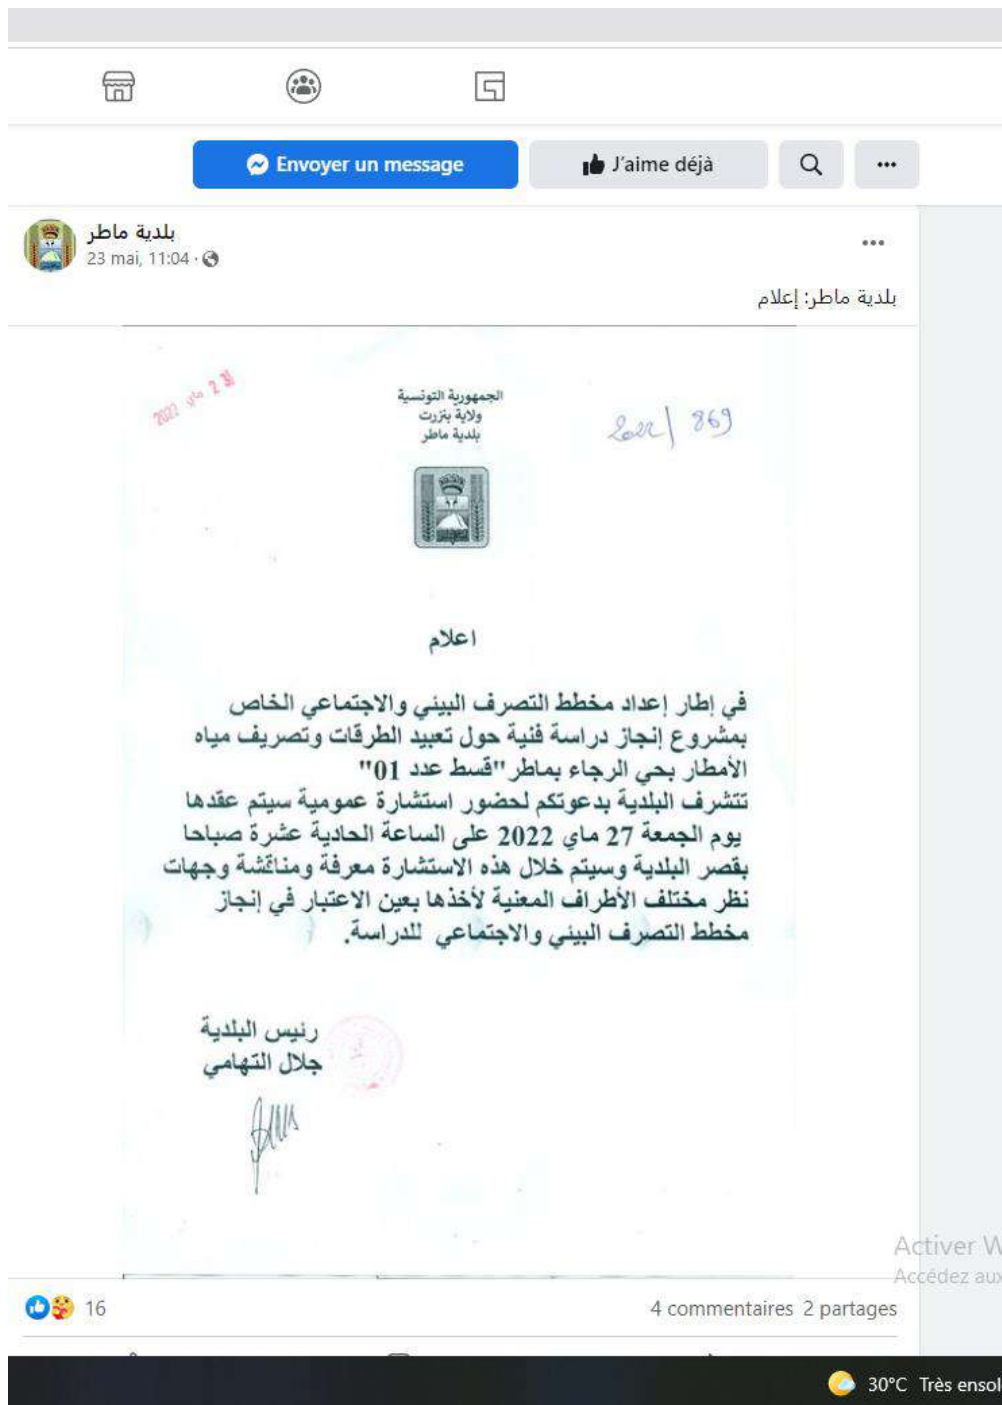 Envoyer un message
J'aime déjà
بلدية ماطر
23 mai, 11:04
بلدية ماطر: إعلام
ماي 2022
الجمهورية التونسية
ولاية بنزرت
بلدية ماطر
2022 / 869
اعلام
في إطار إعداد مخطط التصرف البيئي والاجتماعي الخاص
بمشروع إنجاز دراسة فنية حول تعبيد الطرقات وتصريف مياه
الأمطار بحي الرجاء بماطر "قسط عدد 01"
تتشرف البلدية بدعوتكم لحضور استشارة عمومية سيتم عقدها
يوم الجمعة 27 ماي 2022 على الساعة الحادية عشرة صباحا
بقصر البلدية وسيتم خلال هذه الاستشارة معرفة ومناقشة وجهات
نظر مختلف الأطراف المعنية لأخذها بعين الاعتبار في إنجاز
مخطط التصرف البيئي والاجتماعي للدراسة.
رئيس البلدية
جلال التهامي
Activer W
Accédez aux
16
4 commentaires 2 partages
30°C Très ensol